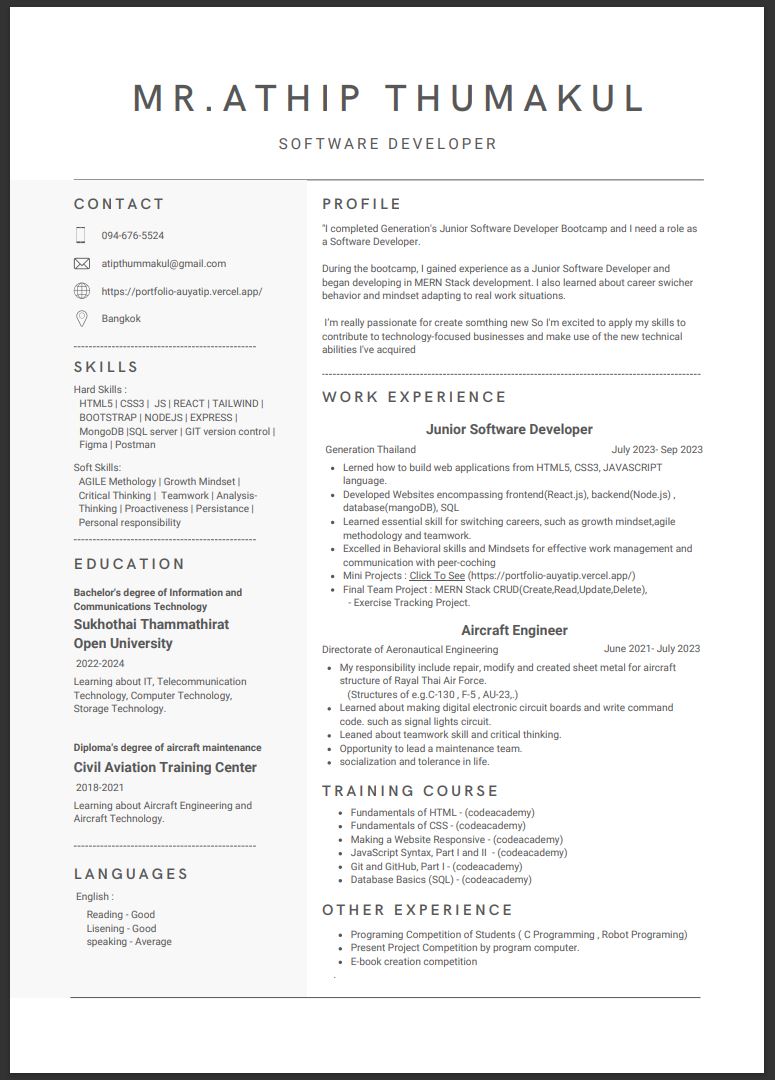 MR.ATHIP THUMAKUL
SOFTWARE DEVELOPER
CONTACT
094-676-5524
atipthummakul@gmail.com
https://portfolio-auyatip.vercel.app/
Bangkok
SKILLS
Hard Skills :
HTML5 | CSS3 | JS | REACT | TAILWIND |
BOOTSTRAP | NODEJS | EXPRESS |
MongoDB |SQL server | GIT version control |
Figma | Postman
Soft Skills:
AGILE Methology | Growth Mindset |
Critical Thinking | Teamwork | Analysis-
Thinking | Proactiveness | Persistance |
Personal responsibility
EDUCATION
Bachelor's degree of Information and
Communications Technology
Sukhothai Thammathirat
Open University
2022-2024
Learning about IT, Telecommunication
Technology, Computer Technology,
Storage Technology.
Diploma's degree of aircraft maintenance
Civil Aviation Training Center
2018-2021
Learning about Aircraft Engineering and
Aircraft Technology.
LANGUAGES
English :
Reading - Good
Lisening - Good
speaking - Average
PROFILE
"I completed Generation's Junior Software Developer Bootcamp and I need a role as
a Software Developer.
During the bootcamp, I gained experience as a Junior Software Developer and
began developing in MERN Stack development. I also learned about career swicher
behavior and mindset adapting to real work situations.
I'm really passionate for create somthing new So I'm excited to apply my skills to
contribute to technology-focused businesses and make use of the new technical
abilities I've acquired
WORK EXPERIENCE
Junior Software Developer
Generation Thailand July 2023- Sep 2023
• Lerned how to build web applications from HTML5, CSS3, JAVASCRIPT
language.
• Developed Websites encompassing frontend(React.js), backend(Node.js) ,
database(mangoDB), SQL
• Learned essential skill for switching careers, such as growth mindset,agile
methodology and teamwork.
• Excelled in Behavioral skills and Mindsets for effective work management and
communication with peer-coching
• Mini Projects : Click To See (https://portfolio-auyatip.vercel.app/)
• Final Team Project : MERN Stack CRUD(Create,Read,Update,Delete),
- Exercise Tracking Project.
Aircraft Engineer
Directorate of Aeronautical Engineering June 2021- July 2023
• My responsibility include repair, modify and created sheet metal for aircraft
structure of Rayal Thai Air Force.
(Structures of e.g.C-130 , F-5 , AU-23,.)
• Learned about making digital electronic circuit boards and write command
code. such as signal lights circuit.
• Leaned about teamwork skill and critical thinking.
• Opportunity to lead a maintenance team.
• socialization and tolerance in life.
TRAINING COURSE
• Fundamentals of HTML - (codeacademy)
• Fundamentals of CSS - (codeacademy)
• Making a Website Responsive - (codeacademy)
• JavaScript Syntax, Part I and II - (codeacademy)
• Git and GitHub, Part I - (codeacademy)
• Database Basics (SQL) - (codeacademy)
OTHER EXPERIENCE
• Programing Competition of Students ( C Programming , Robot Programing)
• Present Project Competition by program computer.
• E-book creation competition
.